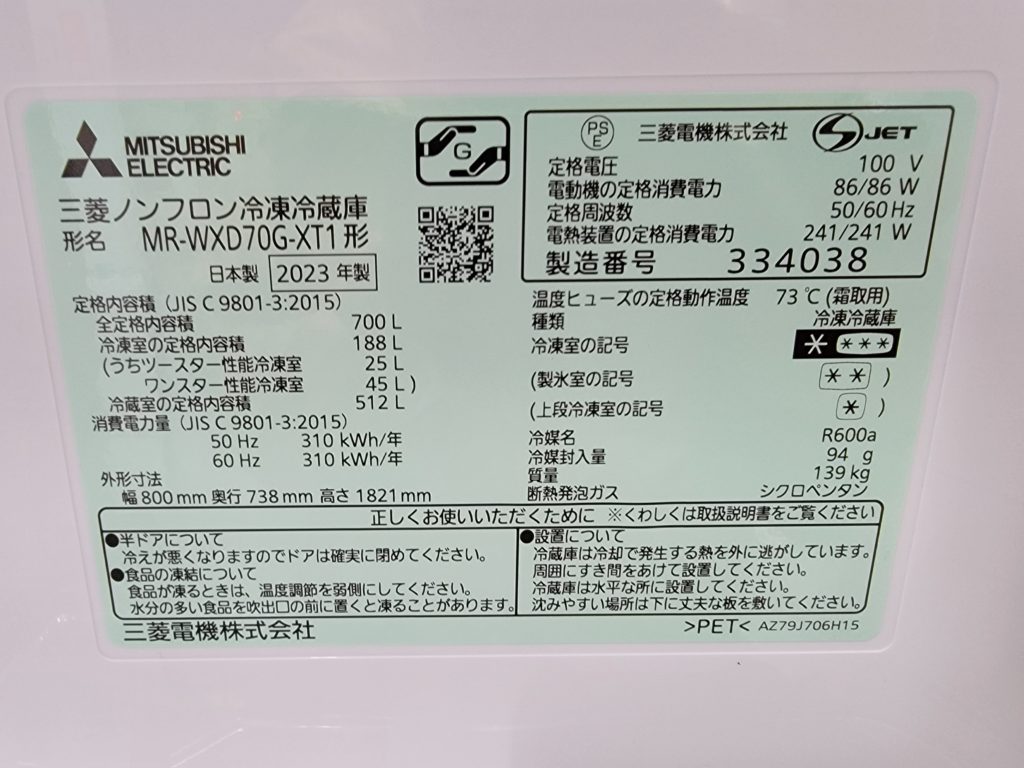 MITSUBISHI
ELECTRIC
三菱ノンフロン冷凍冷蔵庫
形名 MR-WXD70G-XT1形
日本製 2023年製
定格内容積（JIS C 9801-3:2015）
全定格内容積 700 L
冷凍室の定格内容積 188 L
(うちツースター性能冷凍室 25 L
ワンスター性能冷凍室 45 L )
冷蔵室の定格内容積 512 L
消費電力量（JIS C 9801-3:2015）
50 Hz 310 kWh/年
60 Hz 310 kWh/年
外形寸法
幅 800 mm 奥行 738 mm 高さ 1821 mm
G
PS
E
三菱電機株式会社 JET
定格電圧 100 V
電動機の定格消費電力 86/86 W
定格周波数 50/60 Hz
電熱装置の定格消費電力 241/241 W
製造番号 334038
温度ヒューズの定格動作温度 73℃(霜取用)
種類 冷凍冷蔵庫
冷凍室の記号 * ***
(製氷室の記号 ** )
(上段冷凍室の記号 * )
冷媒名 R600a
冷媒封入量 94 g
質量 139 kg
断熱発泡ガス シクロペンタン
正しくお使いいただくために ※くわしくは取扱説明書をご覧ください
●半ドアについて
冷えが悪くなりますのでドアは確実に閉めてください。
●食品の凍結について
食品が凍るときは、温度調節を弱側にしてください。
水分の多い食品を吹出口の前に置くと凍ることがあります。
●設置について
冷蔵庫は冷却で発生する熱を外に逃がしています。
周囲にすき間をあけて設置してください。
冷蔵庫は水平な所に設置してください。
沈みやすい場所は下に丈夫な板を敷いてください。
三菱電機株式会社
>PET< AZ79J706H15